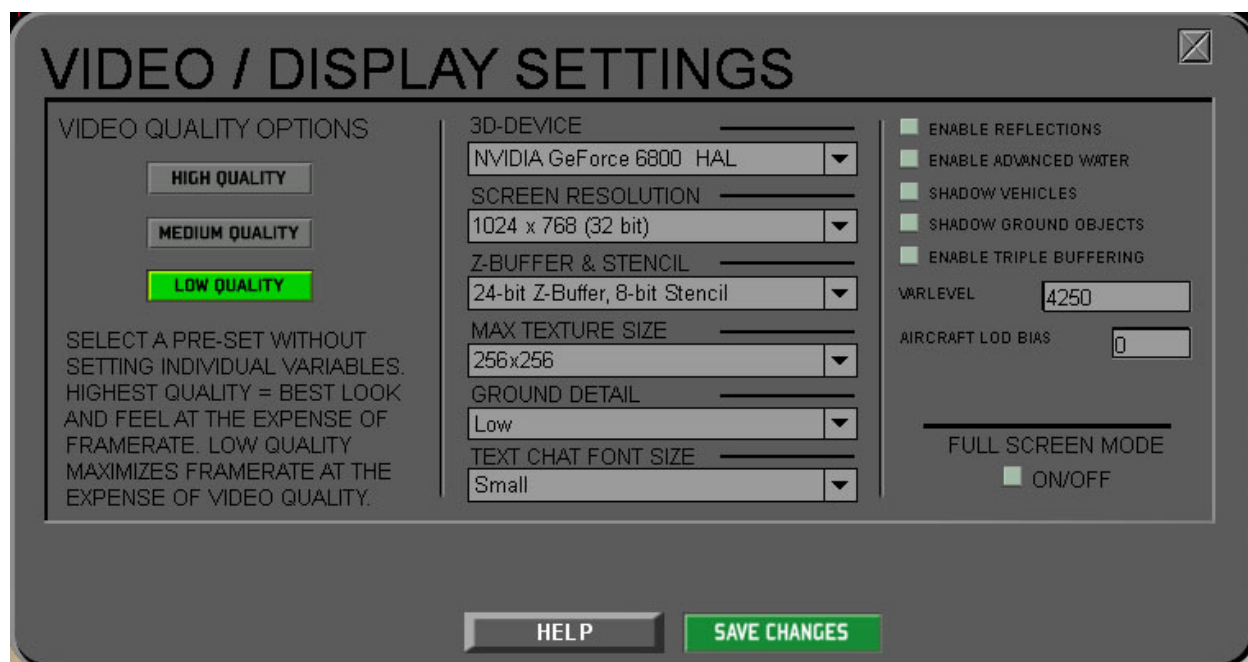 VIDEO / DISPLAY SETTINGS
VIDEO QUALITY OPTIONS
HIGH QUALITY
MEDIUM QUALITY
LOW QUALITY
SELECT A PRE-SET WITHOUT
SETTING INDIVIDUAL VARIABLES.
HIGHEST QUALITY = BEST LOOK
AND FEEL AT THE EXPENSE OF
FRAMERATE. LOW QUALITY
MAXIMIZES FRAMERATE AT THE
EXPENSE OF VIDEO QUALITY.
3D-DEVICE
NVIDIA GeForce 6800 HAL
SCREEN RESOLUTION
1024 x 768 (32 bit)
Z-BUFFER & STENCIL
24-bit Z-Buffer, 8-bit Stencil
MAX TEXTURE SIZE
256x256
GROUND DETAIL
Low
TEXT CHAT FONT SIZE
Small
ENABLE REFLECTIONS
ENABLE ADVANCED WATER
SHADOW VEHICLES
SHADOW GROUND OBJECTS
ENABLE TRIPLE BUFFERING
VARLEVEL 4250
AIRCRAFT LOD BIAS 0
FULL SCREEN MODE
ON/OFF
HELP
SAVE CHANGES